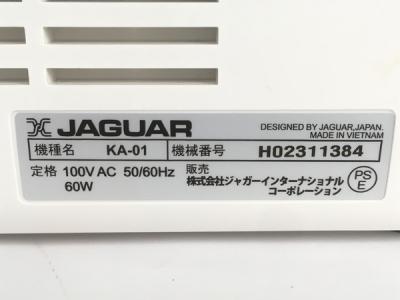 JAGUAR
DESIGNED BY JAGUAR,JAPAN.
MADE IN VIETNAM
機種名 KA-01 機械番号 H02311384
定格 100V AC 50/60Hz
60W
販売
株式会社ジャガーインターナショナル
コーポレーション
PS
E